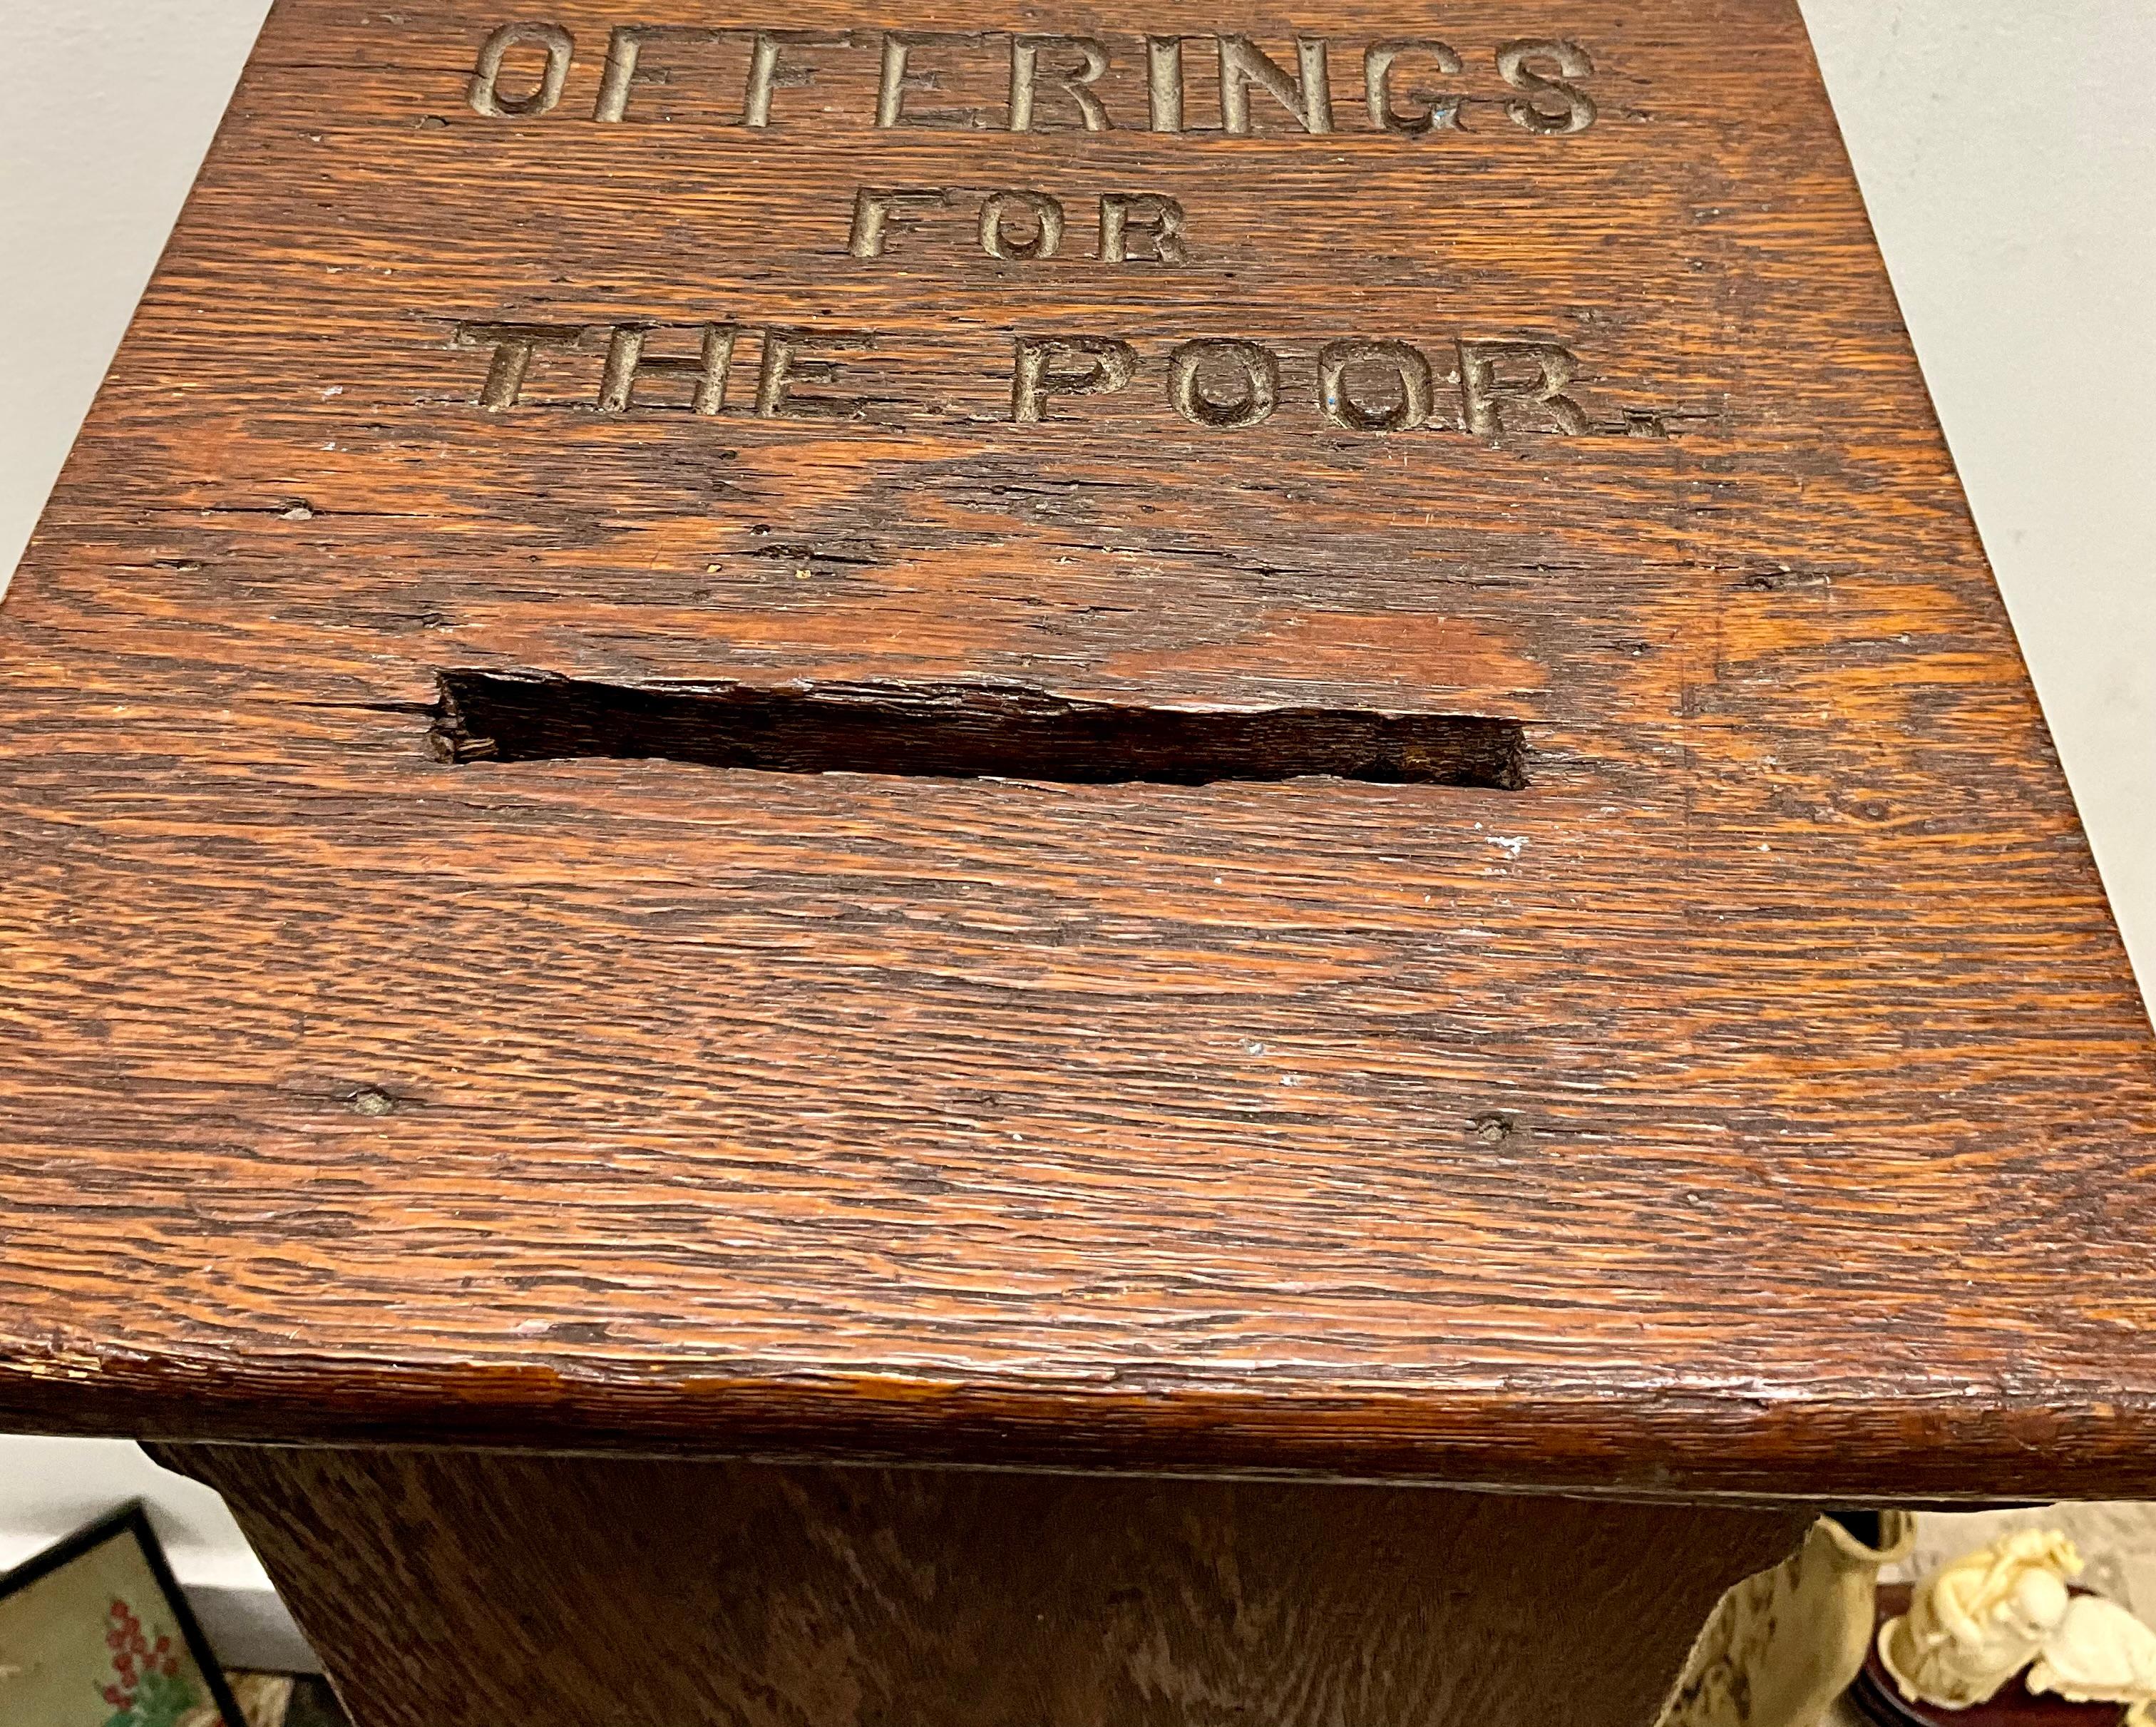 OFFERINGS
FOR
THE POOR.